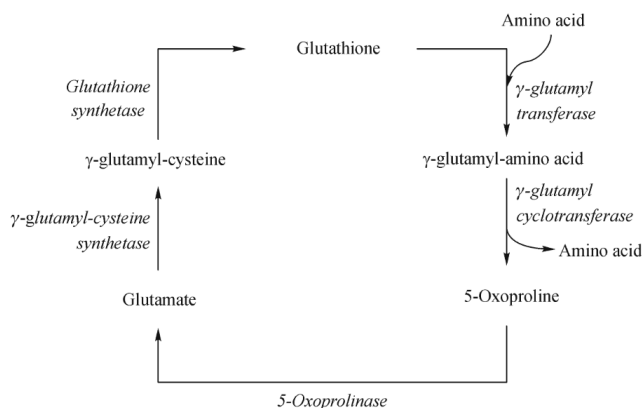 Amino acid
Glutathione
Glutathione
synthetase
γ-glutamyl
transferase
γ-glutamyl-cysteine
γ-glutamyl-amino acid
γ-glutamyl-cysteine
synthetase
γ-glutamyl
cyclotransferase
Amino acid
Glutamate
5-Oxoproline
5-Oxoprolinase